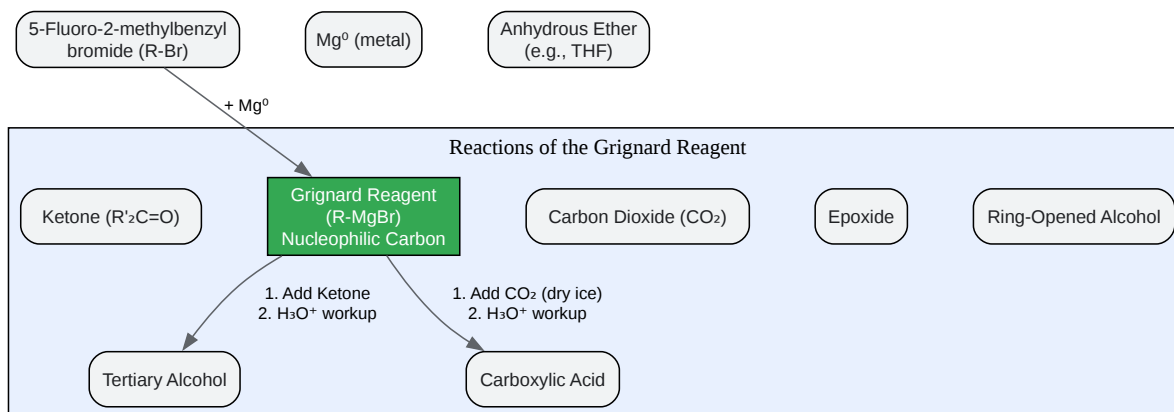 5-Fluoro-2-methylbenzyl
bromide (R-Br)
Mg⁰ (metal)
Anhydrous Ether
(e.g., THF)
+ Mg⁰
Reactions of the Grignard Reagent
Ketone (R'₂C=O)
Grignard Reagent
(R-MgBr)
Nucleophilic Carbon
Carbon Dioxide (CO₂)
Epoxide
Ring-Opened Alcohol
1. Add Ketone
2. H₃O⁺ workup
1. Add CO₂ (dry ice)
2. H₃O⁺ workup
Tertiary Alcohol
Carboxylic Acid